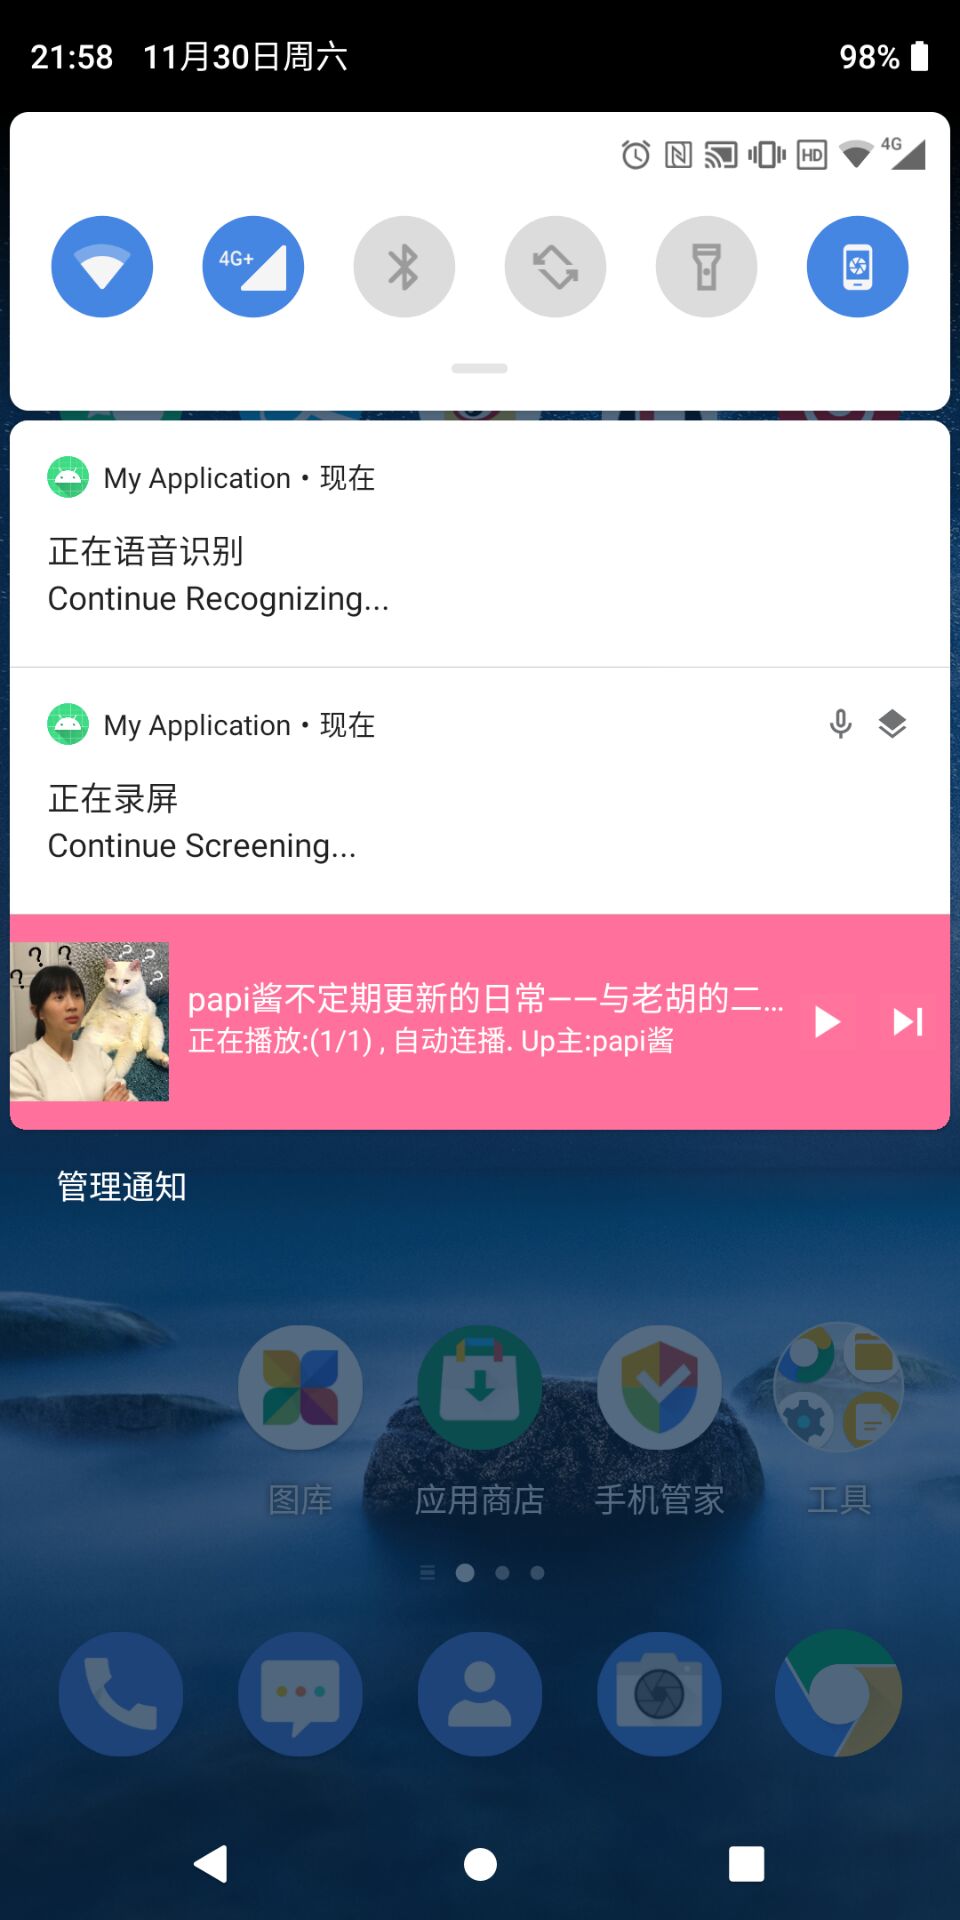 21:58 11月30日周六 98%
HD 4G
4G+
My Application • 现在
正在语音识别
Continue Recognizing...
My Application • 现在
正在录屏
Continue Screening...
papi酱不定期更新的日常——与老胡的二...
正在播放:(1/1) , 自动连播. Up主:papi酱
管理通知
图库 应用商店 手机管家 工具